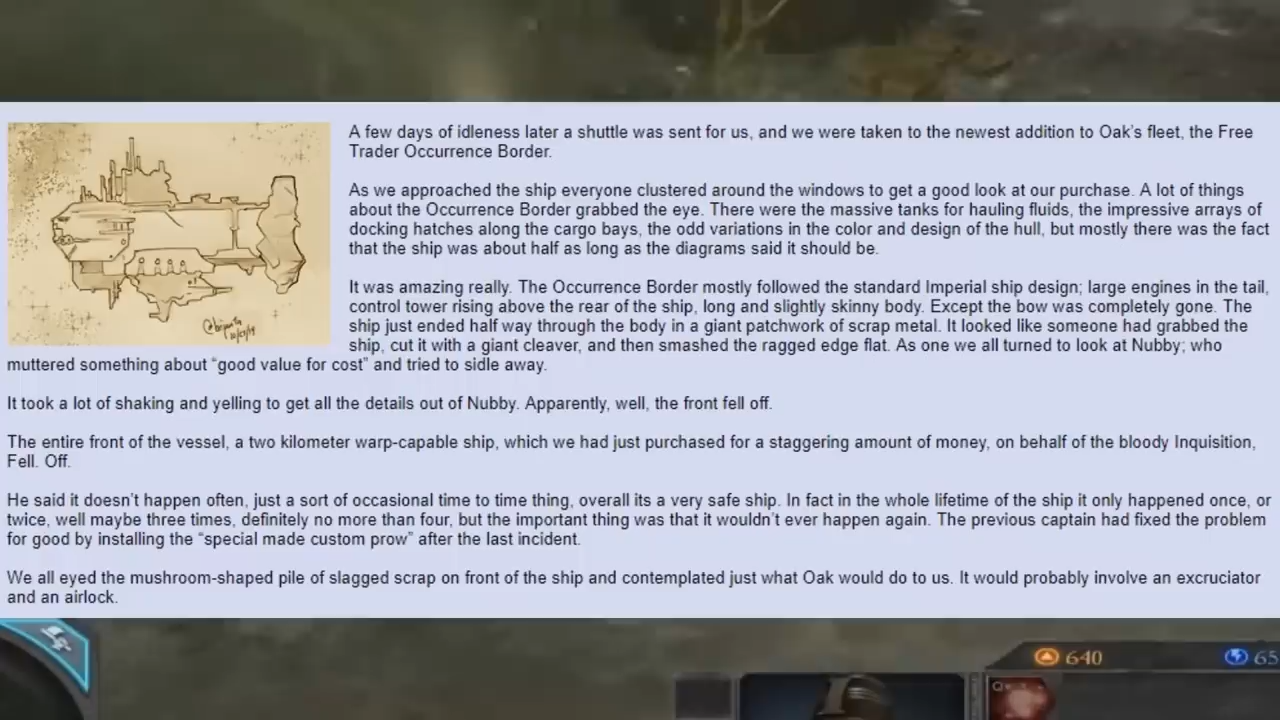 A few days of idleness later a shuttle was sent for us, and we were taken to the newest addition to Oak's fleet, the Free
Trader Occurrence Border.
As we approached the ship everyone clustered around the windows to get a good look at our purchase. A lot of things
about the Occurrence Border grabbed the eye. There were the massive tanks for hauling fluids, the impressive arrays of
docking hatches along the cargo bays, the odd variations in the color and design of the hull, but mostly there was the fact
that the ship was about half as long as the diagrams said it should be.
It was amazing really. The Occurrence Border mostly followed the standard Imperial ship design; large engines in the tail,
control tower rising above the rear of the ship, long and slightly skinny body. Except the bow was completely gone. The
ship just ended half way through the body in a giant patchwork of scrap metal. It looked like someone had grabbed the
ship, cut it with a giant cleaver, and then smashed the ragged edge flat. As one we all turned to look at Nubby; who
muttered something about “good value for cost” and tried to sidle away.
It took a lot of shaking and yelling to get all the details out of Nubby. Apparently, well, the front fell off.
The entire front of the vessel, a two kilometer warp-capable ship, which we had just purchased for a staggering amount of money, on behalf of the bloody Inquisition,
Fell. Off.
He said it doesn't happen often, just a sort of occasional time to time thing, overall its a very safe ship. In fact in the whole lifetime of the ship it only happened once, or
twice, well maybe three times, definitely no more than four, but the important thing was that it wouldn't ever happen again. The previous captain had fixed the problem
for good by installing the “special made custom prow” after the last incident.
We all eyed the mushroom-shaped pile of slagged scrap on front of the ship and contemplated just what Oak would do to us. It would probably involve an excruciator
and an airlock.
640
65